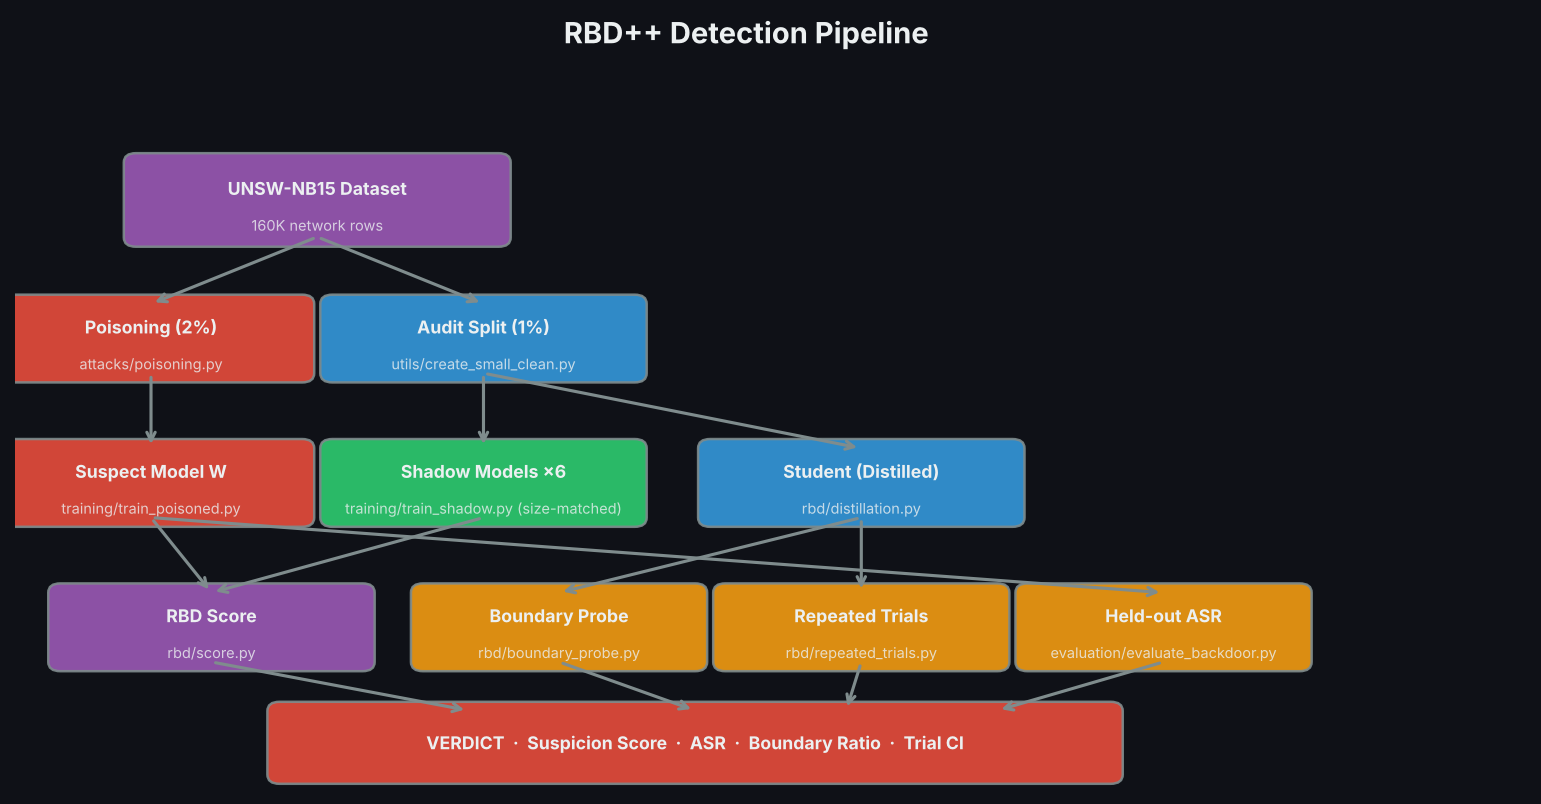 RBD++ Detection Pipeline
UNSW-NB15 Dataset
160K network rows
Poisoning (2%)
attacks/poisoning.py
Audit Split (1%)
utils/create_small_clean.py
Suspect Model W
training/train_poisoned.py
Shadow Models ×6
training/train_shadow.py (size-matched)
Student (Distilled)
rbd/distillation.py
RBD Score
rbd/score.py
Boundary Probe
rbd/boundary_probe.py
Repeated Trials
rbd/repeated_trials.py
Held-out ASR
evaluation/evaluate_backdoor.py
VERDICT · Suspicion Score · ASR · Boundary Ratio · Trial CI